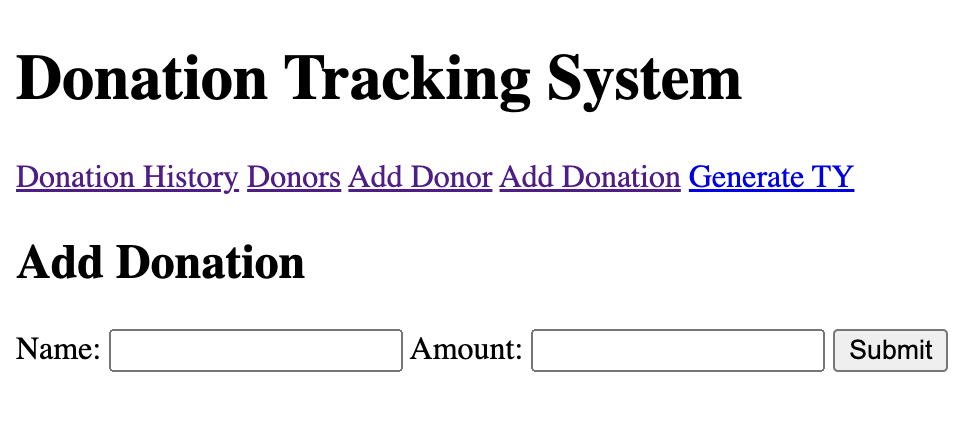 Donation Tracking System
Donation History Donors Add Donor Add Donation Generate TY
Add Donation
Name: Amount: Submit